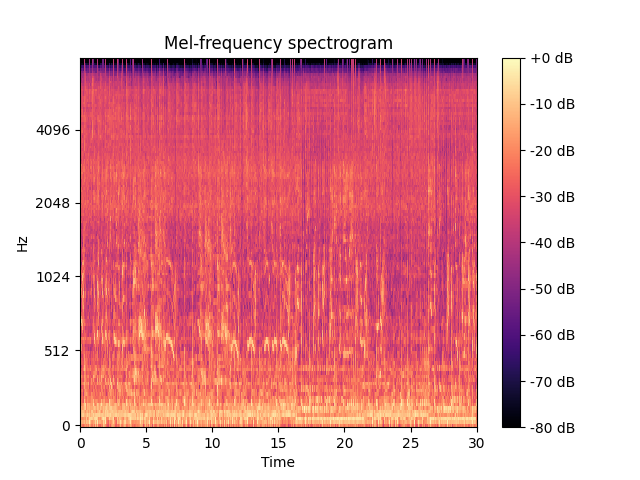 Mel-frequency spectrogram
Hz
4096
2048
1024
512
0
0 5 10 15 20 25 30
Time
+0 dB
-10 dB
-20 dB
-30 dB
-40 dB
-50 dB
-60 dB
-70 dB
-80 dB